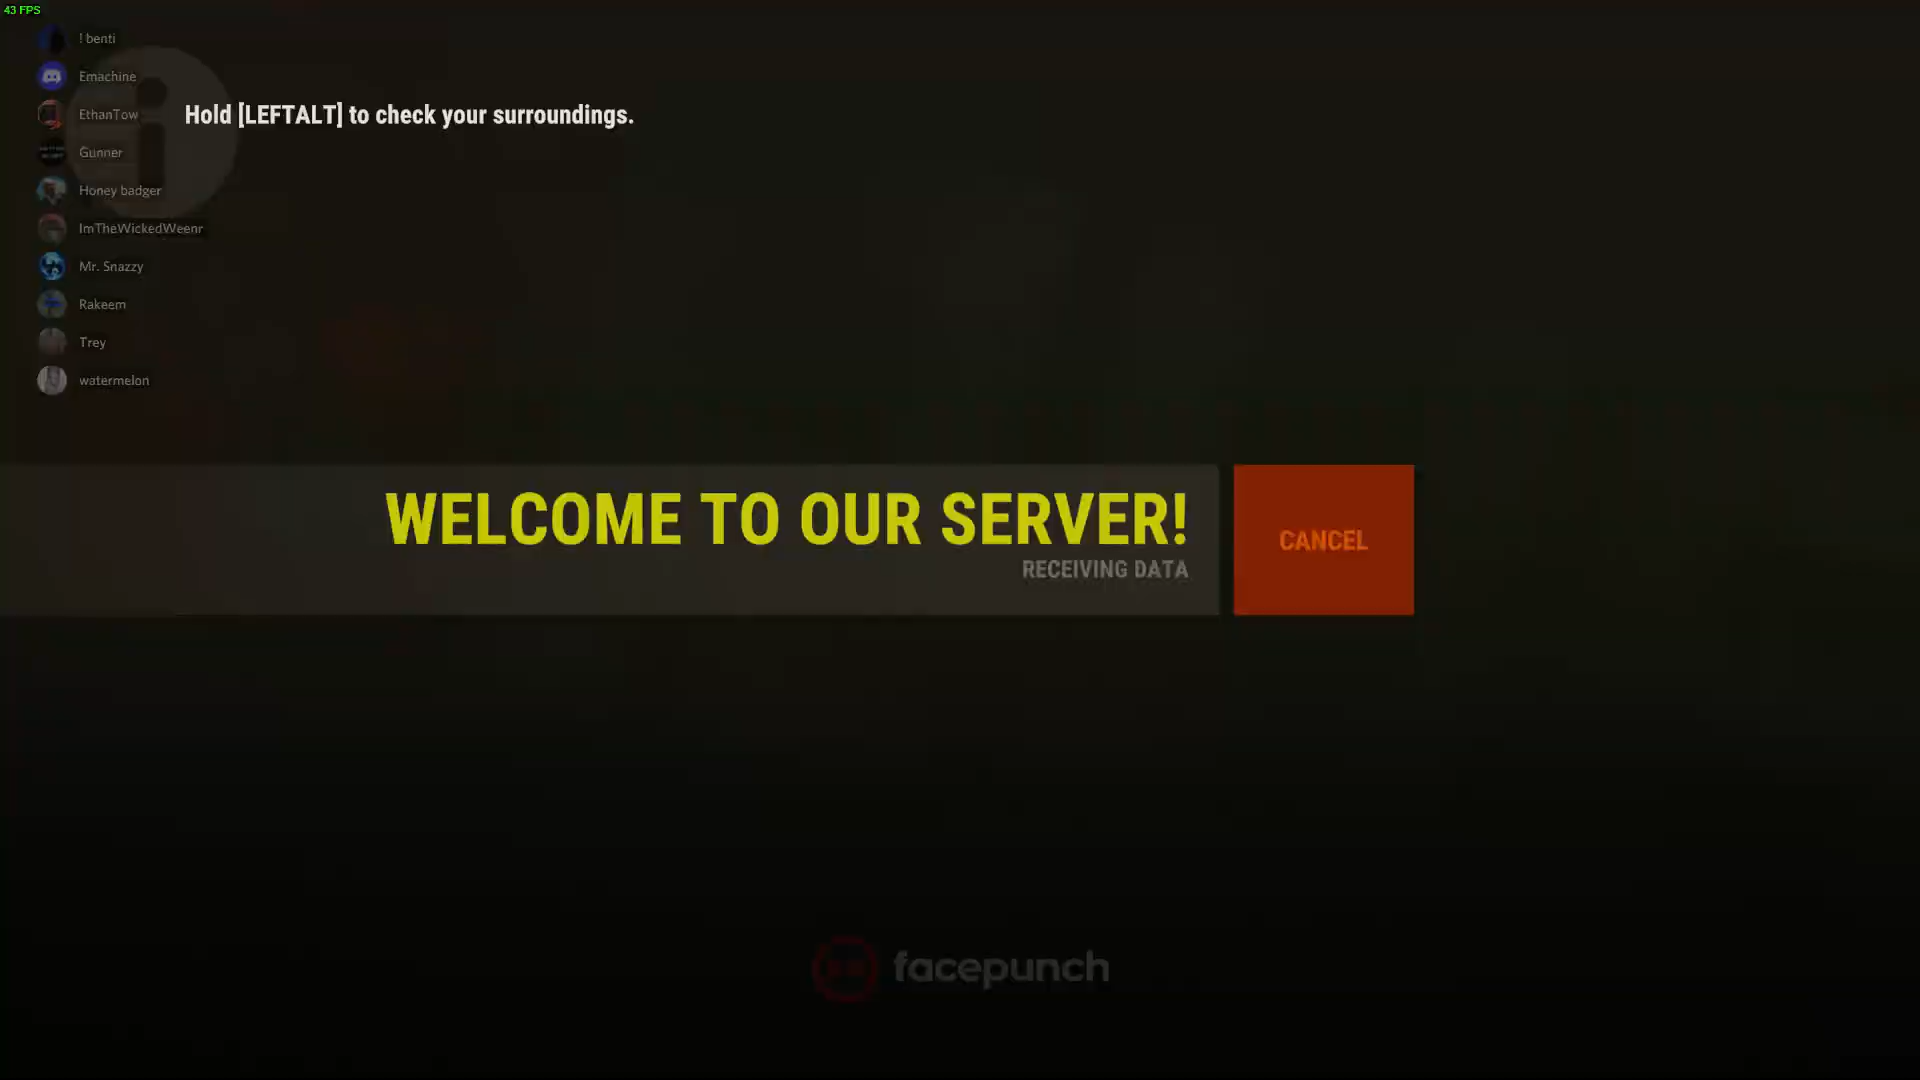 43 FPS
! benti
Emachine
EthanTow
Gunner
Honey badger
ImTheWickedWeenr
Mr. Snazzy
Rakeem
Trey
watermelon
Hold [LEFTALT] to check your surroundings.
WELCOME TO OUR SERVER!
RECEIVING DATA
CANCEL
facepunch